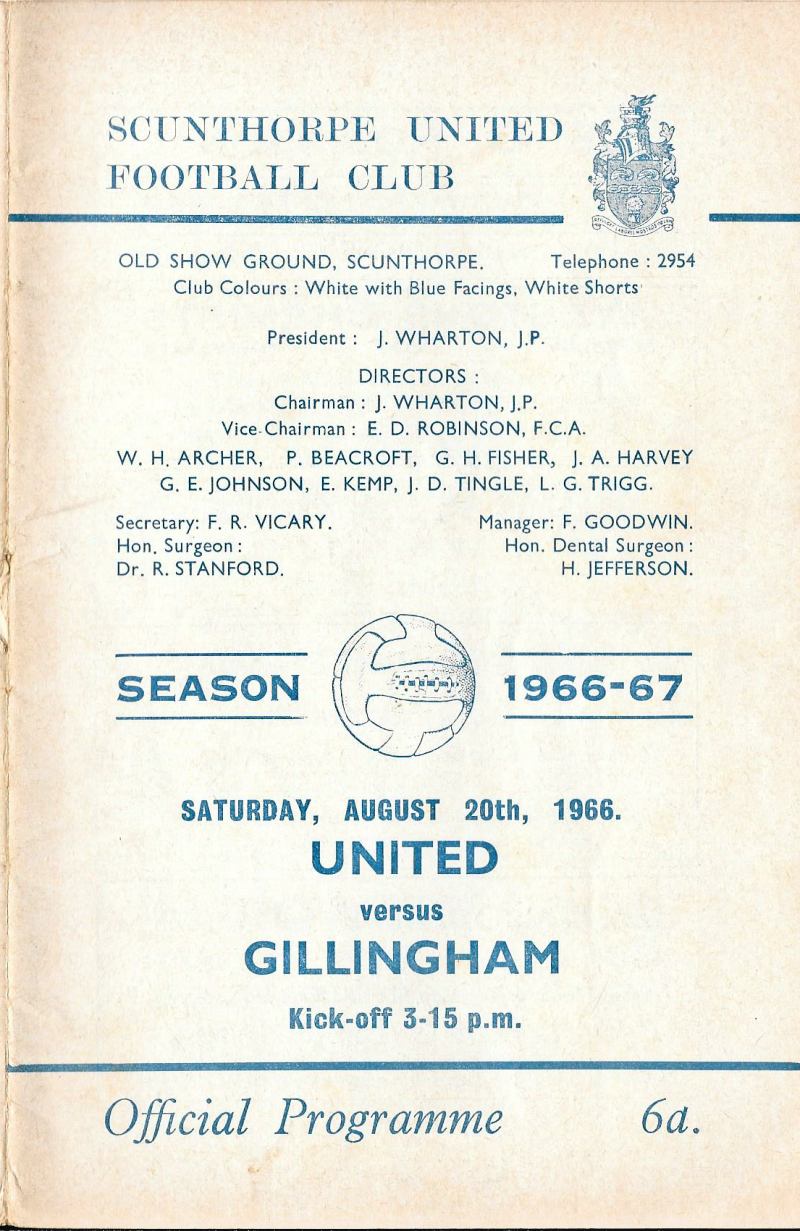 SCUNTHORPE UNITED
FOOTBALL CLUB
OLD SHOW GROUND, SCUNTHORPE. Telephone : 2954
Club Colours : White with Blue Facings, White Shorts
President : J. WHARTON, J.P.
DIRECTORS :
Chairman : J. WHARTON, J.P.
Vice-Chairman : E. D. ROBINSON, F.C.A.
W. H. ARCHER, P. BEACROFT, G. H. FISHER, J. A. HARVEY
G. E. JOHNSON, E. KEMP, J. D. TINGLE, L. G. TRIGG.
Secretary: F. R. VICARY. Manager: F. GOODWIN.
Hon. Surgeon : Hon. Dental Surgeon :
Dr. R. STANFORD. H. JEFFERSON.
SEASON 1966-67
SATURDAY, AUGUST 20th, 1966.
UNITED
versus
GILLINGHAM
Kick-off 3-15 p.m.
Official Programme 6d.